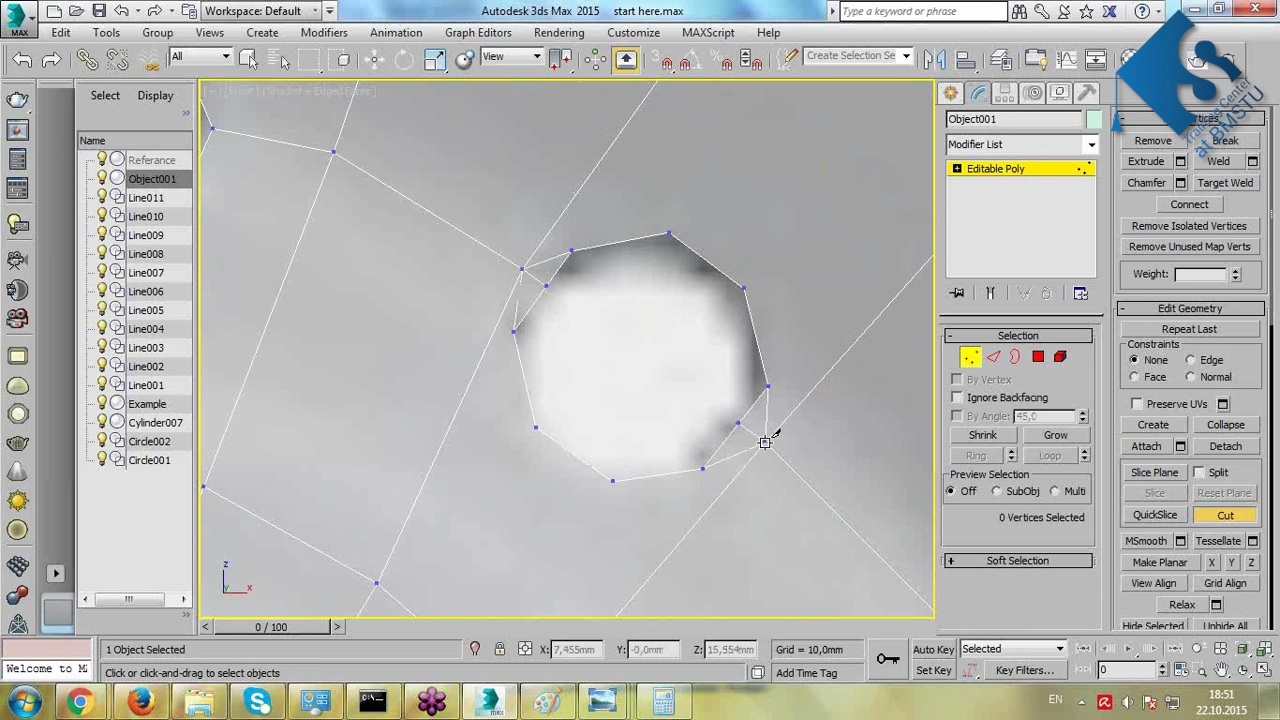 Workspace: Default
Autodesk 3ds Max 2015
start here.max
Type a keyword or phrase
MAX
Edit
Tools
Group
Views
Create
Modifiers
Animation
Graph Editors
Rendering
Customize
MAXScript
Help
All
View
Create Selection Se
Training Center
at BMSTU
Select
Display
Name
Referance
Object001
Line011
Line010
Line009
Line008
Line007
Line006
Line005
Line004
Line003
Line002
Line001
Example
Cylinder007
Circle002
Circle001
z
y
x
Object001
Modifier List
Editable Poly
Selection
By Vertex
Ignore Backfacing
By Angle:
45,0
Shrink
Grow
Ring
Loop
Preview Selection
Off
SubObj
Multi
0 Vertices Selected
Soft Selection
Remove
Break
Extrude
Weld
Chamfer
Target Weld
Connect
Remove Isolated Vertices
Remove Unused Map Verts
Weight:
Edit Geometry
Repeat Last
Constraints
None
Edge
Face
Normal
Preserve UVs
Create
Collapse
Attach
Detach
Slice Plane
Split
Slice
Reset Plane
QuickSlice
Cut
MSmooth
Tessellate
Make Planar
X
Y
Z
View Align
Grid Align
Relax
Hide Selected
Unhide All
0 / 100
1 Object Selected
X:
7,455mm
Y:
-0,0mm
Z:
15,954mm
Grid = 10,0mm
Auto Key
Selected
Welcome to M
Click or click-and-drag to select objects
Add Time Tag
Set Key
Key Filters...
0
EN
18:51
22.10.2015